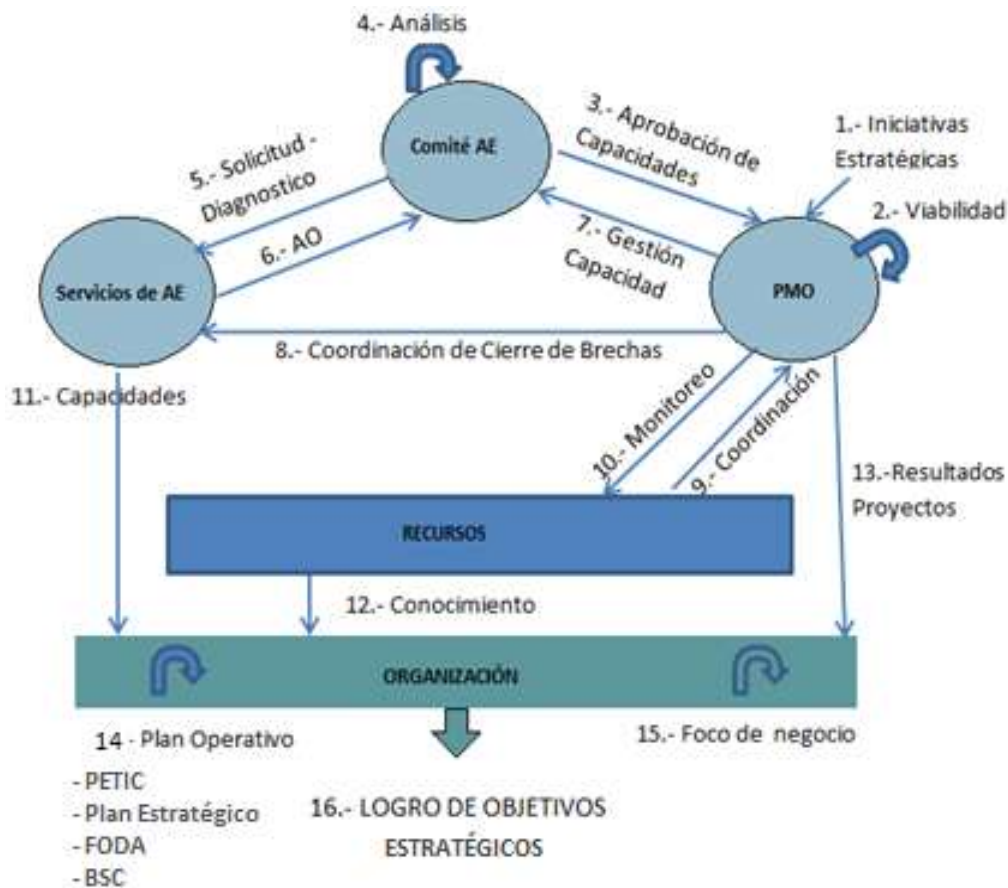 4.- Análisis
Comité AE
3.- Aprobación de
Capacidades
1.- Iniciativas
Estratégicas
5.- Solicitud -
Diagnostico
2.- Viabilidad
6.- AO
7.- Gestión
Capacidad
Servicios de AE
PMO
8.- Coordinación de Cierre de Brechas
11.- Capacidades
10.- Monitoreo
9.- Coordinación
13.-Resultados
Proyectos
RECURSOS
12.- Conocimiento
ORGANIZACIÓN
14 - Plan Operativo
- PETIC
- Plan Estratégico
- FODA
- BSC
15.- Foco de negocio
16.- LOGRO DE OBJETIVOS
ESTRATÉGICOS